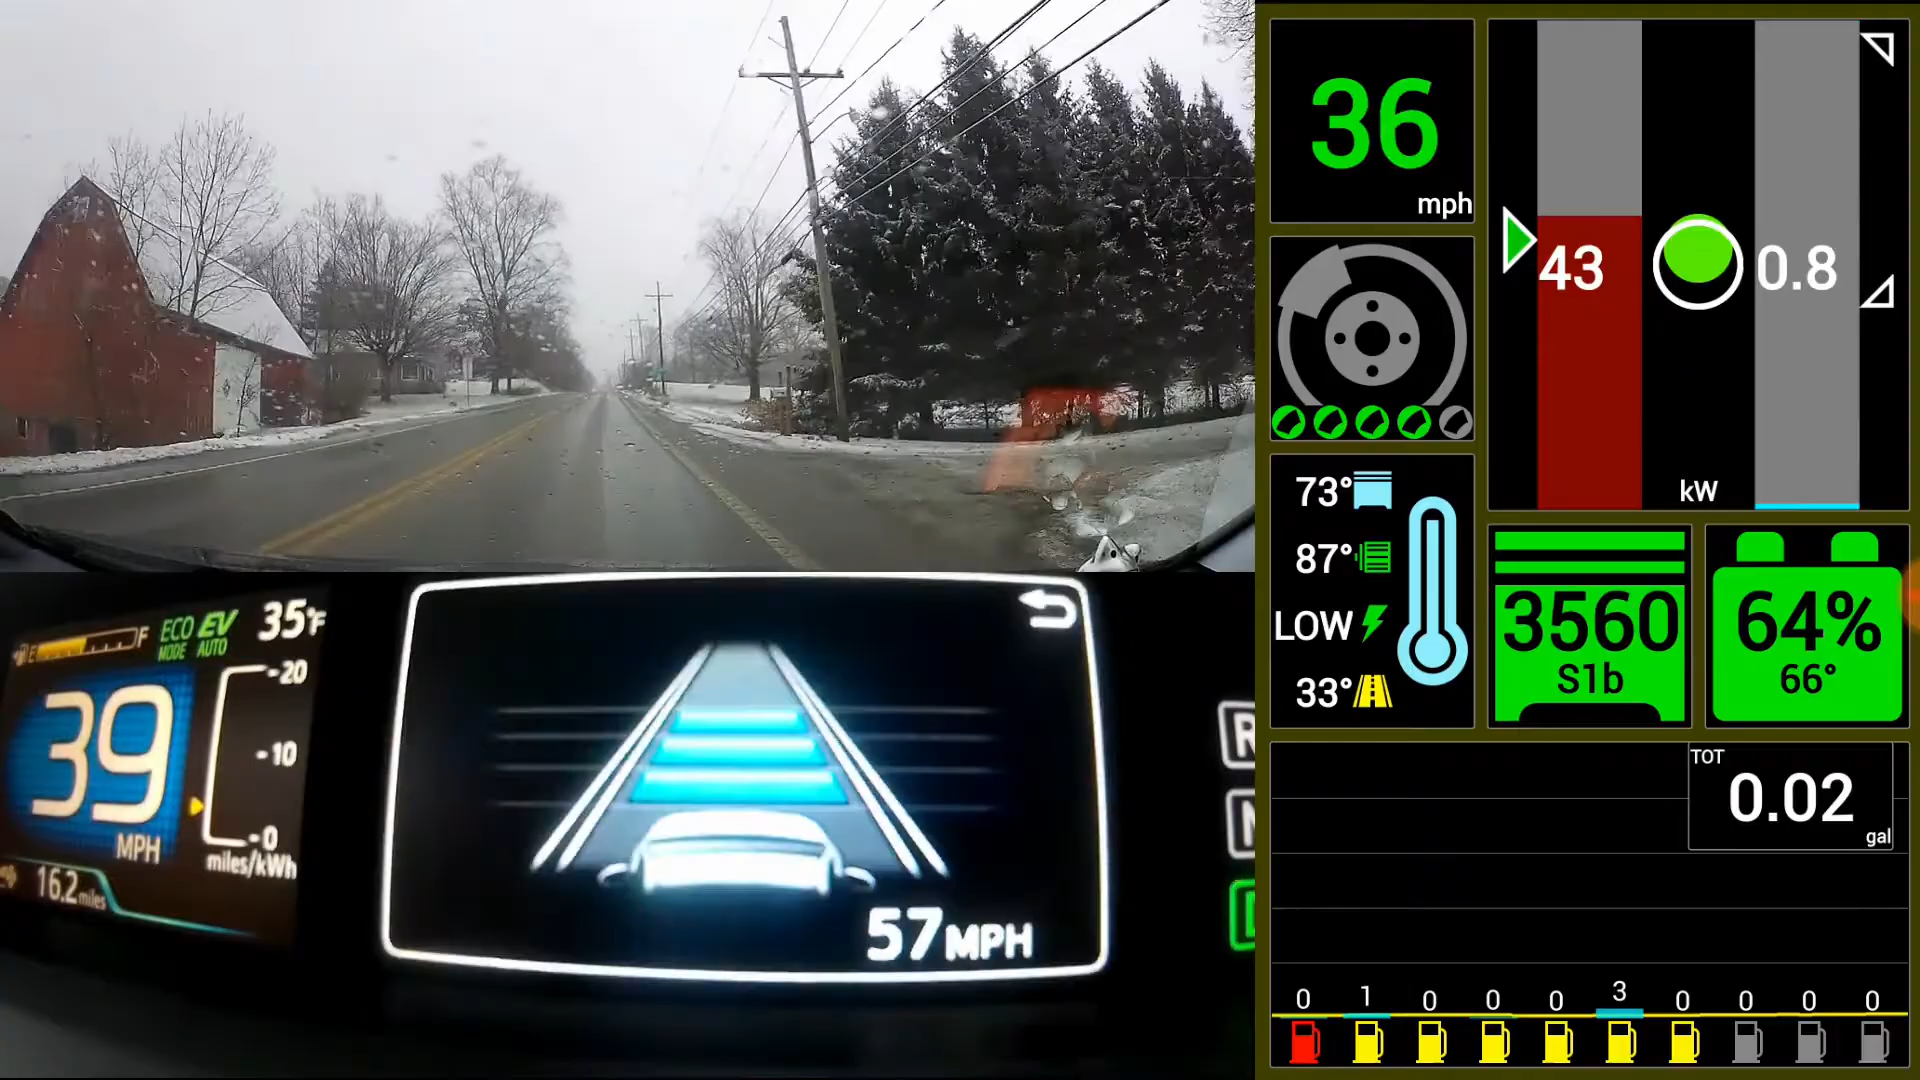 E F
ECO
MODE
EV
AUTO
35°F
39
MPH
20
10
0
miles/kWh
16.2 miles
57 MPH
R
N
D
36
mph
43
0.8
kW
73°
87°
LOW
33°
3560
S1b
64%
66°
TOT
0.02
gal
0 1 0 0 0 3 0 0 0 0